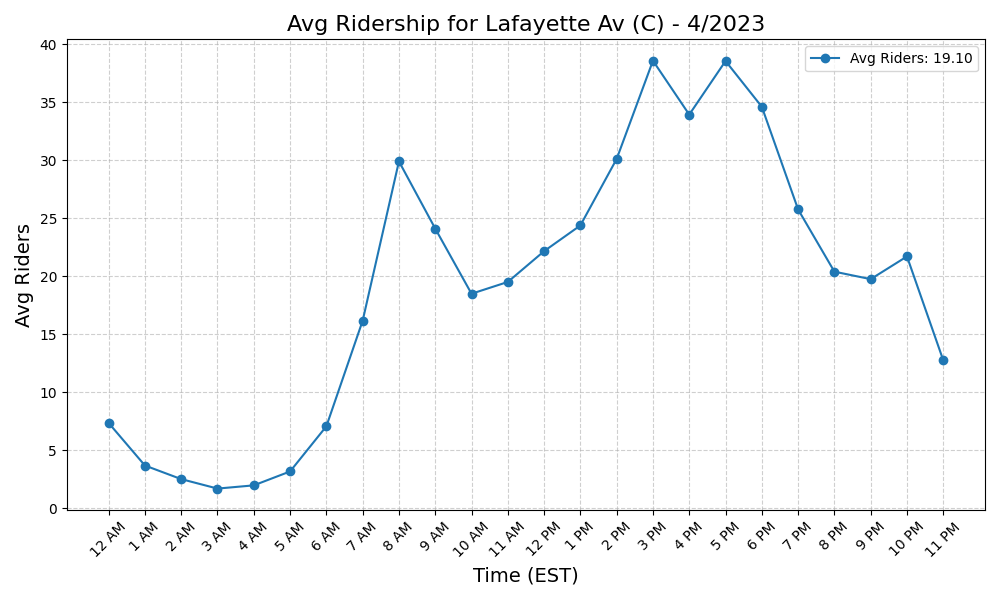 Avg Ridership for Lafayette Av (C) - 4/2023
Avg Riders: 19.10
Avg Riders
40
35
30
25
20
15
10
5
0
12 AM
1 AM
2 AM
3 AM
4 AM
5 AM
6 AM
7 AM
8 AM
9 AM
10 AM
11 AM
12 PM
1 PM
2 PM
3 PM
4 PM
5 PM
6 PM
7 PM
8 PM
9 PM
10 PM
11 PM
Time (EST)